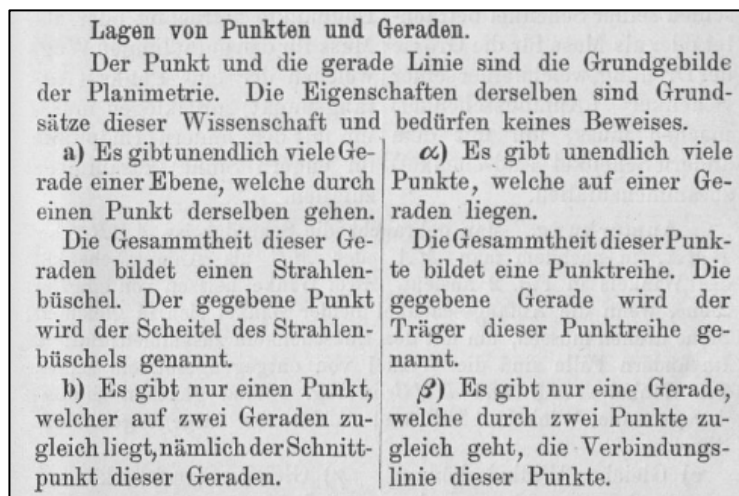 Lagen von Punkten und Geraden.
Der Punkt und die gerade Linie sind die Grundgebilde
der Planimetrie. Die Eigenschaften derselben sind Grund-
sätze dieser Wissenschaft und bedürfen keines Beweises.
a) Es gibt unendlich viele Ge-
rade einer Ebene, welche durch
einen Punkt derselben gehen.
Die Gesammtheit dieser Ge-
raden bildet einen Strahlen-
büschel. Der gegebene Punkt
wird der Scheitel des Strahlen-
büschels genannt.
b) Es gibt nur einen Punkt,
welcher auf zwei Geraden zu-
gleich liegt, nämlich der Schnitt-
punkt dieser Geraden.
α) Es gibt unendlich viele
Punkte, welche auf einer Ge-
raden liegen.
Die Gesammtheit dieser Punk-
te bildet eine Punktreihe. Die
gegebene Gerade wird der
Träger dieser Punktreihe ge-
nannt.
β) Es gibt nur eine Gerade,
welche durch zwei Punkte zu-
gleich geht, die Verbindungs-
linie dieser Punkte.